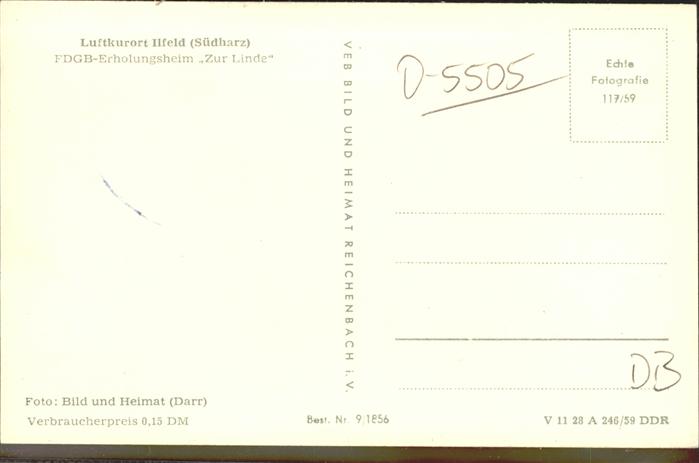 Luftkurort Ilfeld (Südharz)
FDGB-Erholungsheim „Zur Linde“
Foto: Bild und Heimat (Darr)
Verbraucherpreis 0,15 DM
VEB BILD UND HEIMAT REICHENBACH i. V.
Best. Nr. 9/1856
D-5505
Echte
Fotografie
117/59
DB
V 11 28 A 246/59 DDR